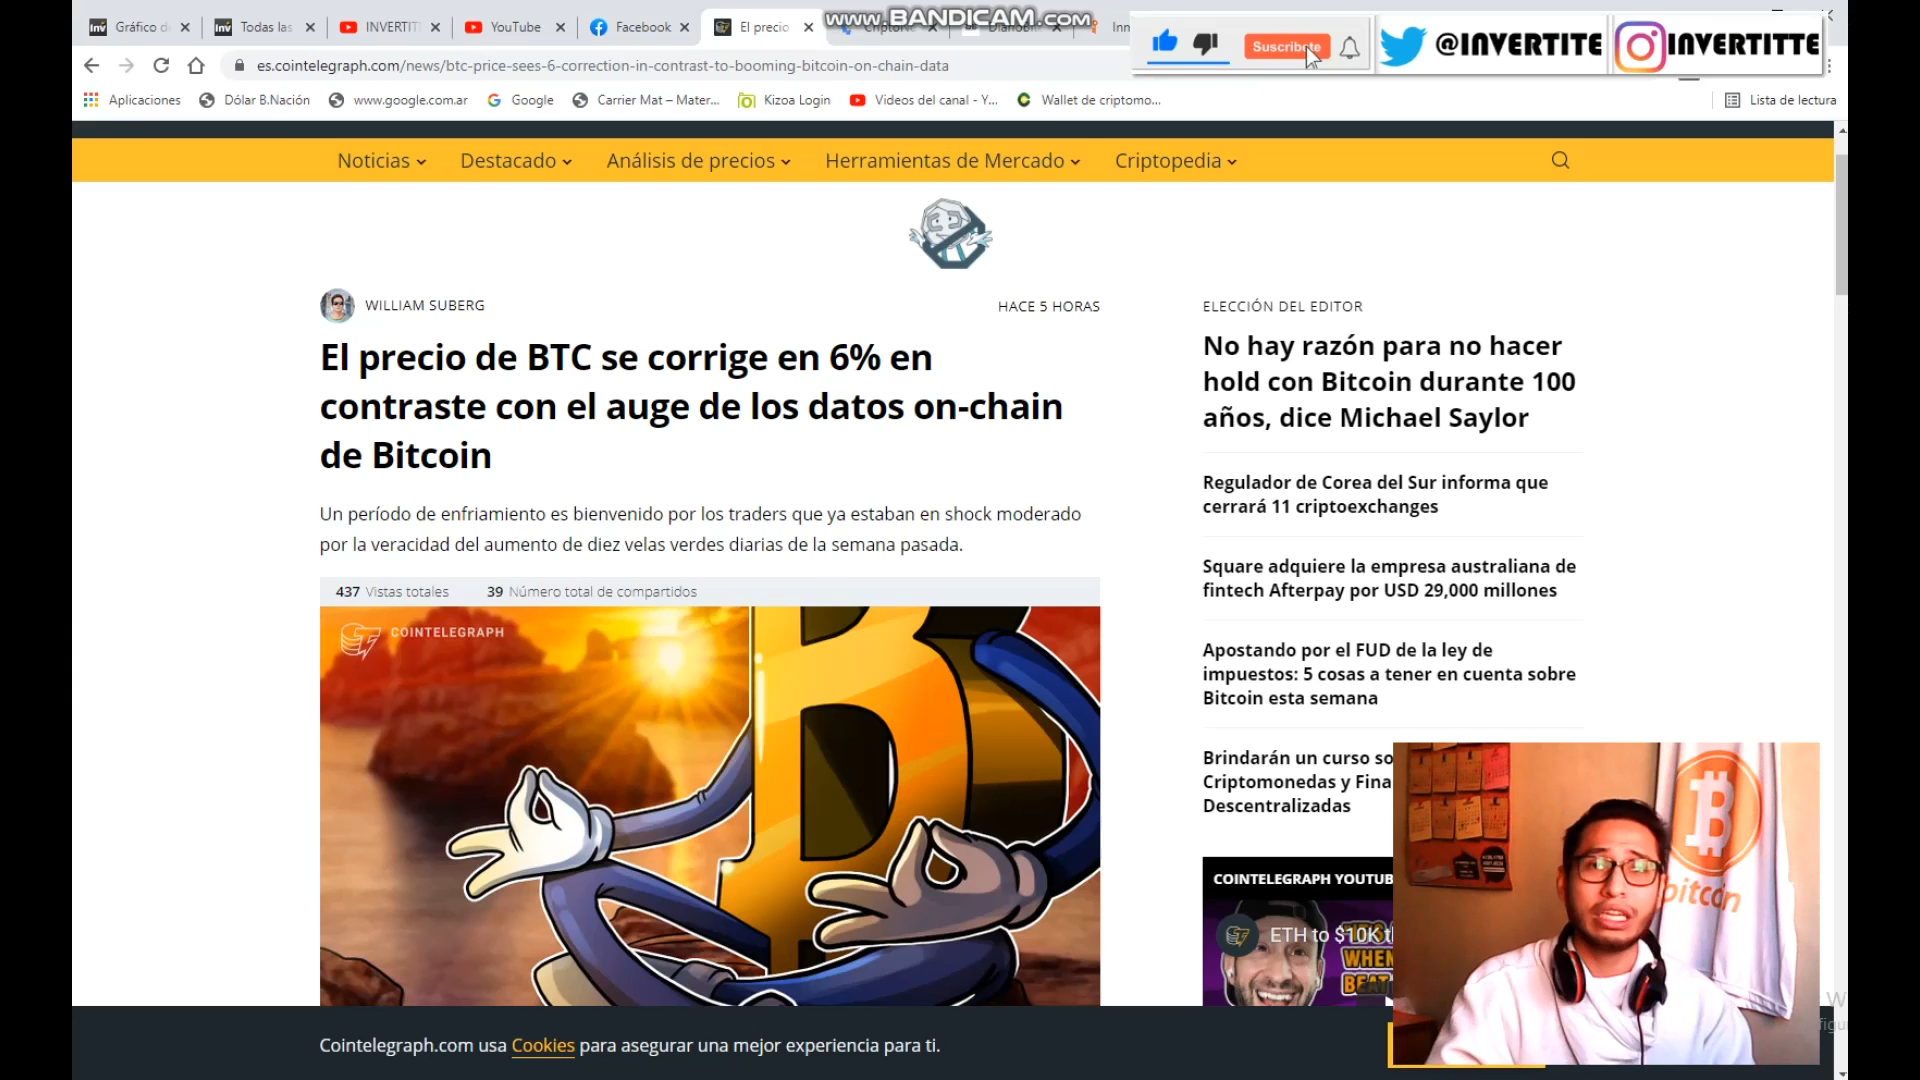 Gráfico d
Todas las
INVERTIT
YouTube
Facebook
El precio
www.BANDICAM.com
Suscribete
@INVERTITE
INVERTITTE
es.cointelegraph.com/news/btc-price-sees-6-correction-in-contrast-to-booming-bitcoin-on-chain-data
Aplicaciones
Dólar B.Nación
www.google.com.ar
Google
Carrier Mat – Mater...
Kizoa Login
Videos del canal - Y...
Wallet de criptomo...
Lista de lectura
Noticias
Destacado
Análisis de precios
Herramientas de Mercado
Criptopedia
WILLIAM SUBERG
HACE 5 HORAS
El precio de BTC se corrige en 6% en
contraste con el auge de los datos on-chain
de Bitcoin
Un período de enfriamiento es bienvenido por los traders que ya estaban en shock moderado
por la veracidad del aumento de diez velas verdes diarias de la semana pasada.
437 Vistas totales
39 Número total de compartidos
COINTELEGRAPH
ELECCIÓN DEL EDITOR
No hay razón para no hacer
hold con Bitcoin durante 100
años, dice Michael Saylor
Regulador de Corea del Sur informa que
cerrará 11 criptoexchanges
Square adquiere la empresa australiana de
fintech Afterpay por USD 29,000 millones
Apostando por el FUD de la ley de
impuestos: 5 cosas a tener en cuenta sobre
Bitcoin esta semana
Brindarán un curso so
Criptomonedas y Fina
Descentralizadas
COINTELEGRAPH YOUTUB
ETH to $10K t
WHEN
bitcoin
Cointelegraph.com usa Cookies para asegurar una mejor experiencia para ti.